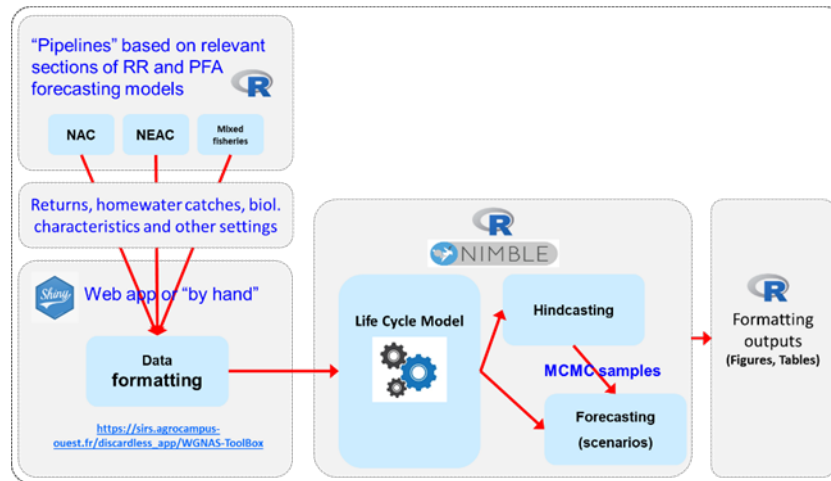 “Pipelines” based on relevant
sections of RR and PFA
forecasting models
R
NAC
NEAC
Mixed
fisheries
Returns, homewater catches, biol.
characteristics and other settings
Shiny
Web app or “by hand”
Data
formatting
https://sirs.agrocampus-
ouest.fr/discardless_app/WGNAS-ToolBox
R
NIMBLE
Life Cycle Model
Hindcasting
MCMC samples
Forecasting
(scenarios)
R
Formatting
outputs
(Figures, Tables)